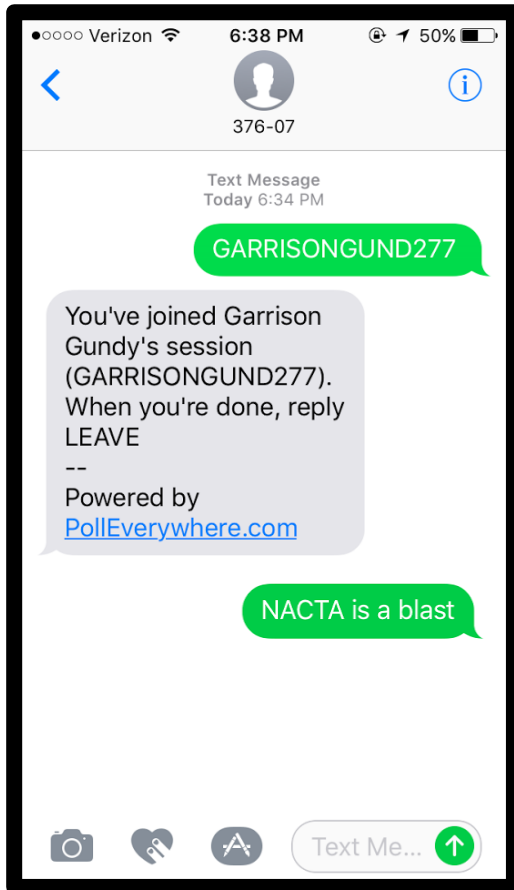 Verizon 6:38 PM 50%
376-07
Text Message
Today 6:34 PM
GARRISONGUND277
You've joined Garrison
Gundy's session
(GARRISONGUND277).
When you're done, reply
LEAVE
--
Powered by
PollEverywhere.com
NACTA is a blast
Text Me...